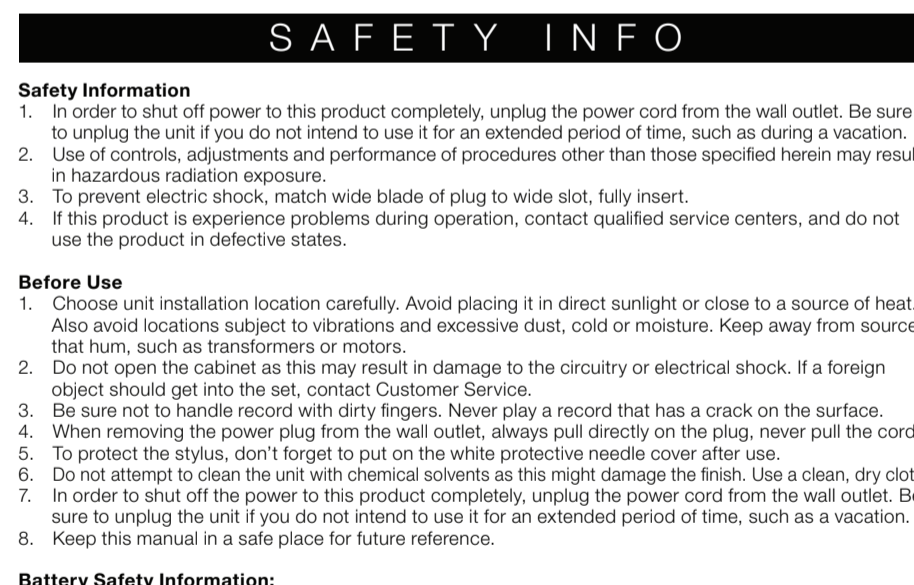 SAFETY INFO
Safety Information
1. In order to shut off power to this product completely, unplug the power cord from the wall outlet. Be sure
to unplug the unit if you do not intend to use it for an extended period of time, such as during a vacation.
2. Use of controls, adjustments and performance of procedures other than those specified herein may resul
in hazardous radiation exposure.
3. To prevent electric shock, match wide blade of plug to wide slot, fully insert.
4. If this product is experience problems during operation, contact qualified service centers, and do not
use the product in defective states.
Before Use
1. Choose unit installation location carefully. Avoid placing it in direct sunlight or close to a source of heat.
Also avoid locations subject to vibrations and excessive dust, cold or moisture. Keep away from source
that hum, such as transformers or motors.
2. Do not open the cabinet as this may result in damage to the circuitry or electrical shock. If a foreign
object should get into the set, contact Customer Service.
3. Be sure not to handle record with dirty fingers. Never play a record that has a crack on the surface.
4. When removing the power plug from the wall outlet, always pull directly on the plug, never pull the cord
5. To protect the stylus, don't forget to put on the white protective needle cover after use.
6. Do not attempt to clean the unit with chemical solvents as this might damage the finish. Use a clean, dry clot
7. In order to shut off the power to this product completely, unplug the power cord from the wall outlet. Be
sure to unplug the unit if you do not intend to use it for an extended period of time, such as a vacation.
8. Keep this manual in a safe place for future reference.
Battery Safety Information: